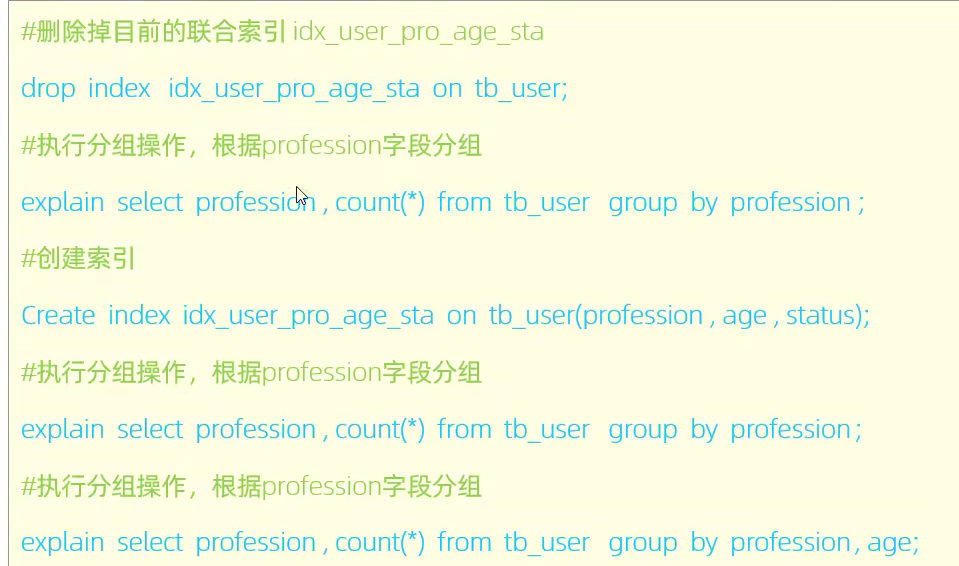 #删除掉目前的联合索引 idx_user_pro_age_sta
drop index idx_user_pro_age_sta on tb_user;
#执行分组操作，根据profession字段分组
explain select profession , count(*) from tb_user group by profession ;
#创建索引
Create index idx_user_pro_age_sta on tb_user(profession , age , status);
#执行分组操作，根据profession字段分组
explain select profession , count(*) from tb_user group by profession ;
#执行分组操作，根据profession字段分组
explain select profession , count(*) from tb_user group by profession , age;